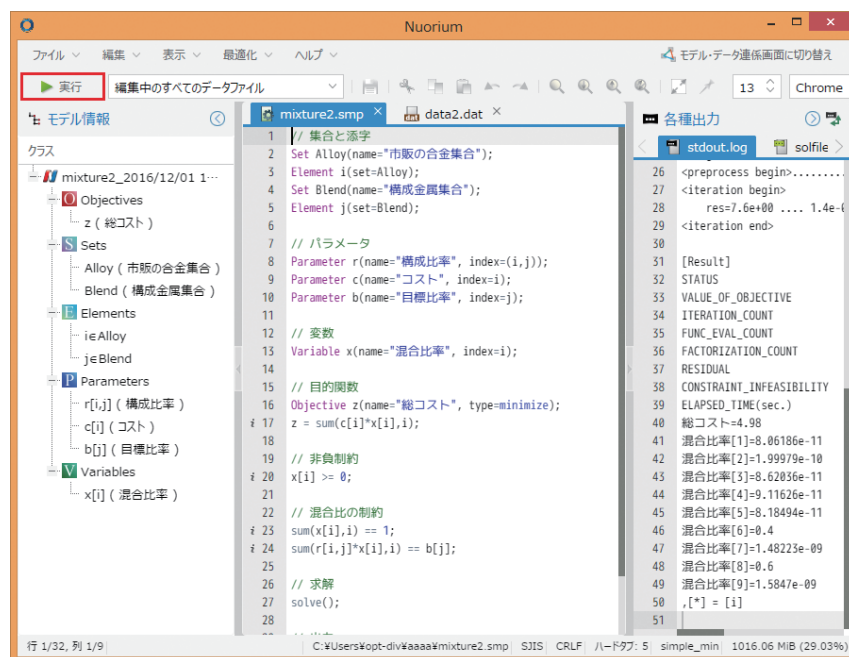 Nuorium
ファイル 編集 表示 最適化 ヘルプ モデル・データ連係画面に切り替え
実行 編集中のすべてのデータファイル 13 Chrome
モデル情報
クラス
mixture2_2016/12/01 1…
Objectives
z ( 総コスト )
Sets
Alloy ( 市販の合金集合 )
Blend ( 構成金属集合 )
Elements
i∈Alloy
j∈Blend
Parameters
r[i,j] ( 構成比率 )
c[i] ( コスト )
b[j] ( 目標比率 )
Variables
x[i] ( 混合比率 )
mixture2.smp × data2.dat ×
1 // 集合と添字
2 Set Alloy(name="市販の合金集合");
3 Element i(set=Alloy);
4 Set Blend(name="構成金属集合");
5 Element j(set=Blend);
6
7 // パラメータ
8 Parameter r(name="構成比率", index=(i,j));
9 Parameter c(name="コスト", index=i);
10 Parameter b(name="目標比率", index=j);
11
12 // 変数
13 Variable x(name="混合比率", index=i);
14
15 // 目的関数
16 Objective z(name="総コスト", type=minimize);
i 17 z = sum(c[i]*x[i],i);
18
19 // 非負制約
i 20 x[i] >= 0;
21
22 // 混合比の制約
i 23 sum(x[i],i) == 1;
i 24 sum(r[i,j]*x[i],i) == b[j];
25
26 // 求解
27 solve();
28
各種出力
stdout.log solfile
26 <preprocess begin>.........
27 <iteration begin>
28 res=7.6e+00 .... 1.4e-
29 <iteration end>
30
31 [Result]
32 STATUS
33 VALUE_OF_OBJECTIVE
34 ITERATION_COUNT
35 FUNC_EVAL_COUNT
36 FACTORIZATION_COUNT
37 RESIDUAL
38 CONSTRAINT_INFEASIBILITY
39 ELAPSED_TIME(sec.)
40 総コスト=4.98
41 混合比率[1]=8.06186e-11
42 混合比率[2]=1.99979e-10
43 混合比率[3]=8.62036e-11
44 混合比率[4]=9.11626e-11
45 混合比率[5]=8.18494e-11
46 混合比率[6]=0.4
47 混合比率[7]=1.48223e-09
48 混合比率[8]=0.6
49 混合比率[9]=1.5847e-09
50 ,[*] = [i]
51
行 1/32, 列 1/9 C:¥Users¥opt-div¥aaaa¥mixture2.smp SJIS CRLF ハードタブ: 5 simple_min 1016.06 MiB (29.03%)